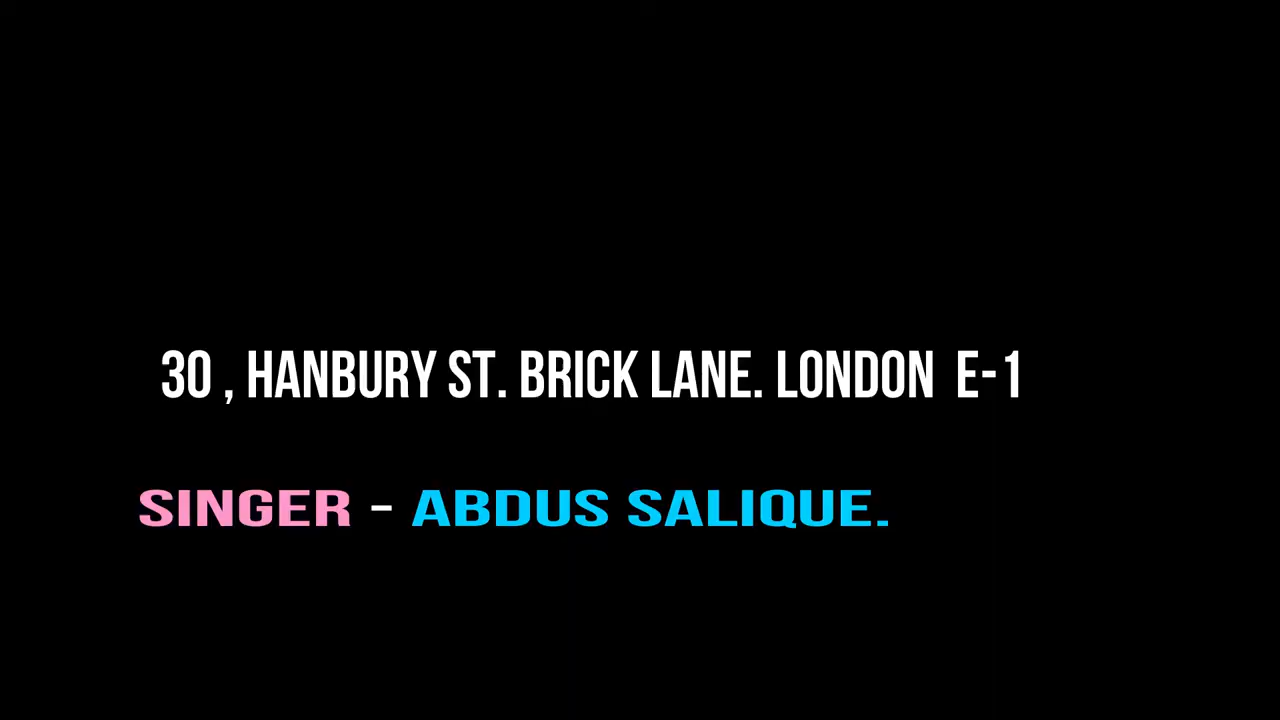 30 , HANBURY ST. BRICK LANE. LONDON E-1
SINGER - ABDUS SALIQUE.